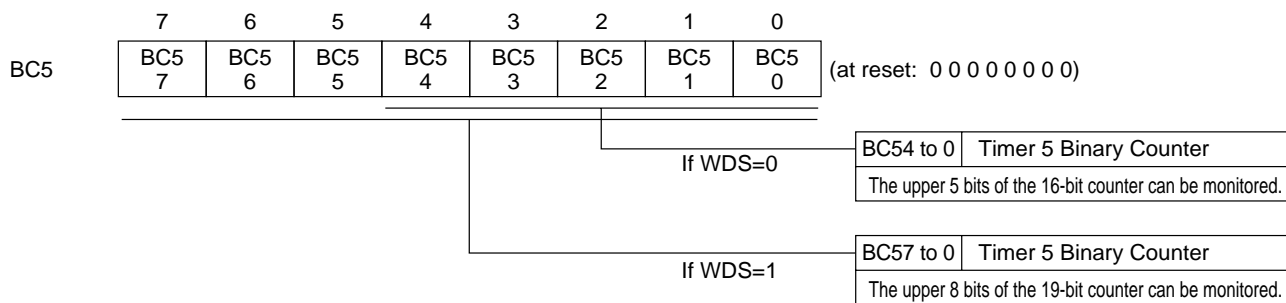 7 6 5 4 3 2 1 0
BC5 BC5 BC5 BC5 BC5 BC5 BC5 BC5 BC5
7 6 5 4 3 2 1 0
(at reset: 0 0 0 0 0 0 0 0)
If WDS=0
BC54 to 0 Timer 5 Binary Counter
The upper 5 bits of the 16-bit counter can be monitored.
If WDS=1
BC57 to 0 Timer 5 Binary Counter
The upper 8 bits of the 19-bit counter can be monitored.